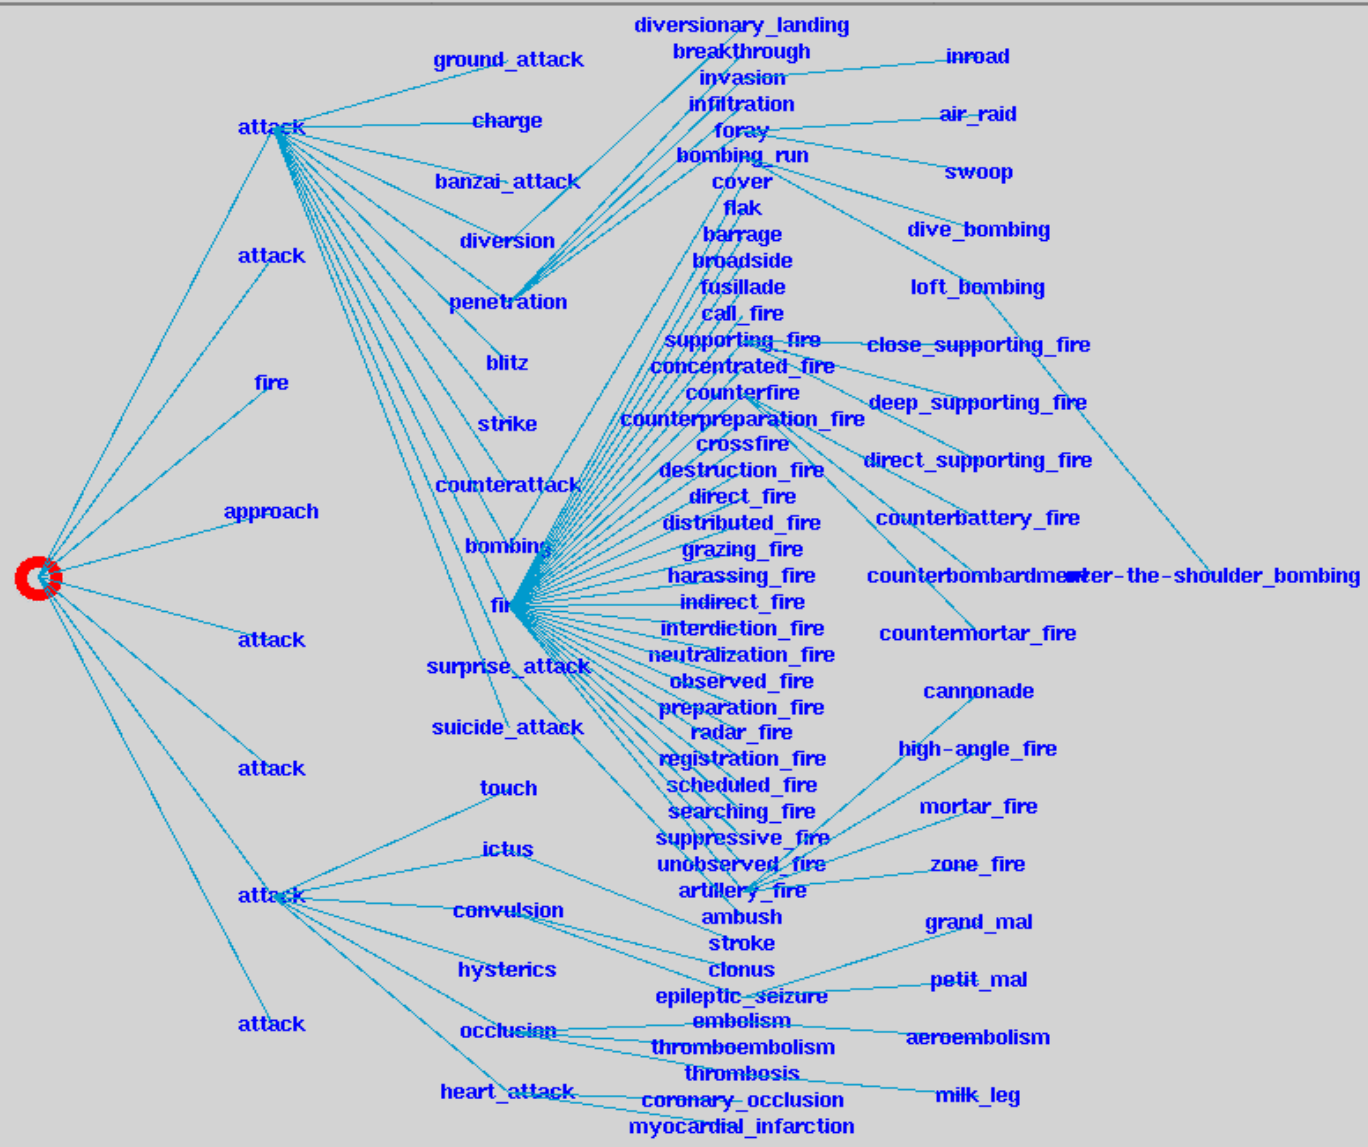 attack
attack
fire
approach
attack
attack
attack
attack
ground_attack
charge
banzai_attack
diversion
penetration
blitz
strike
counterattack
bombing
surprise_attack
suicide_attack
touch
ictus
convulsion
hysterics
occlusion
heart_attack
diversionary_landing
breakthrough
invasion
infiltration
foray
bombing_run
cover
flak
barrage
broadside
fusillade
call_fire
supporting_fire
concentrated_fire
counterfire
counterpreparation_fire
crossfire
destruction_fire
direct_fire
distributed_fire
grazing_fire
harassing_fire
indirect_fire
interdiction_fire
neutralization_fire
observed_fire
preparation_fire
radar_fire
registration_fire
scheduled_fire
searching_fire
suppressive_fire
unobserved_fire
artillery_fire
ambush
stroke
clonus
epileptic_seizure
embolism
thromboembolism
thrombosis
coronary_occlusion
myocardial_infarction
inroad
air_raid
swoop
dive_bombing
loft_bombing
close_supporting_fire
deep_supporting_fire
direct_supporting_fire
counterbattery_fire
counterbombardment
countermortar_fire
cannonade
high-angle_fire
mortar_fire
zone_fire
grand_mal
petit_mal
aeroembolism
milk_leg
over-the-shoulder_bombing